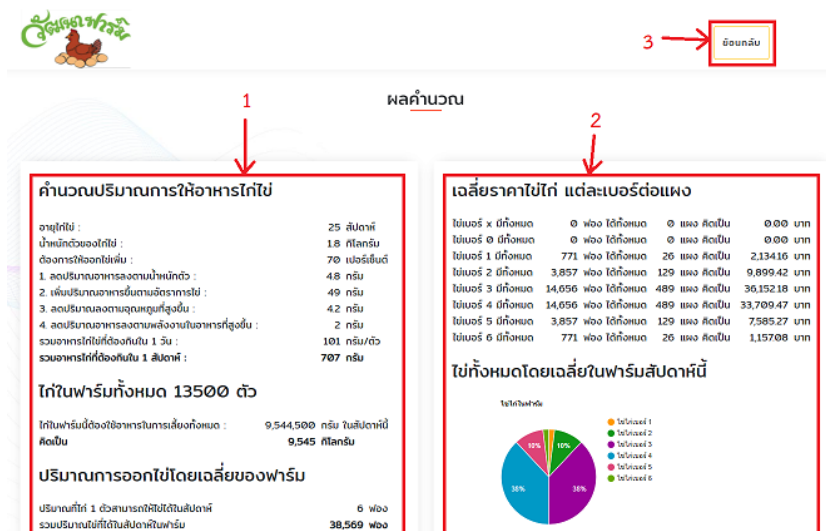 วัฒนาฟาร์ม
3
ย้อนกลับ
ผลคำนวณ
1
2
คำนวณปริมาณการให้อาหารไก่ไข่
อายุไก่ไข่ : 25 สัปดาห์
น้ำหนักตัวของไก่ไข่ : 1.8 กิโลกรัม
ต้องการให้ออกไข่เพิ่ม : 70 เปอร์เซ็นต์
1. ลดปริมาณอาหารลงตามน้ำหนักตัว : 48 กรัม
2. เพิ่มปริมาณอาหารขึ้นตามอัตราการไข่ : 49 กรัม
3. ลดปริมาณลงตามอุณหภูมิที่สูงขึ้น : 4.2 กรัม
4. ลดปริมาณอาหารลงตามพลังงานในอาหารที่สูงขึ้น : 2 กรัม
รวมอาหารไก่ไข่ที่ต้องกินใน 1 วัน : 101 กรัม/ตัว
รวมอาหารไก่ที่ต้องกินใน 1 สัปดาห์ : 707 กรัม
ไก่ในฟาร์มทั้งหมด 13500 ตัว
ไก่ในฟาร์มนี้ต้องใช้อาหารในการเลี้ยงทั้งหมด : 9,544,500 กรัม ในสัปดาห์นี้
คิดเป็น 9,545 กิโลกรัม
ปริมาณการออกไข่โดยเฉลี่ยของฟาร์ม
ปริมาณที่ไก่ 1 ตัวสามารถให้ไข่ได้ในสัปดาห์ 6 ฟอง
รวมปริมาณไข่ที่ได้ในสัปดาห์ในฟาร์ม 38,569 ฟอง
เฉลี่ยราคาไข่ไก่ แต่ละเบอร์ต่อแผง
ไข่เบอร์ x มีทั้งหมด 0 ฟอง ได้ทั้งหมด 0 แผง คิดเป็น 0.00 บาท
ไข่เบอร์ 0 มีทั้งหมด 0 ฟอง ได้ทั้งหมด 0 แผง คิดเป็น 0.00 บาท
ไข่เบอร์ 1 มีทั้งหมด 771 ฟอง ได้ทั้งหมด 26 แผง คิดเป็น 2,134.16 บาท
ไข่เบอร์ 2 มีทั้งหมด 3,857 ฟอง ได้ทั้งหมด 129 แผง คิดเป็น 9,899.42 บาท
ไข่เบอร์ 3 มีทั้งหมด 14,656 ฟอง ได้ทั้งหมด 489 แผง คิดเป็น 36,152.18 บาท
ไข่เบอร์ 4 มีทั้งหมด 14,656 ฟอง ได้ทั้งหมด 489 แผง คิดเป็น 33,709.47 บาท
ไข่เบอร์ 5 มีทั้งหมด 3,857 ฟอง ได้ทั้งหมด 129 แผง คิดเป็น 7,585.27 บาท
ไข่เบอร์ 6 มีทั้งหมด 771 ฟอง ได้ทั้งหมด 26 แผง คิดเป็น 1,157.08 บาท
ไข่ทั้งหมดโดยเฉลี่ยในฟาร์มสัปดาห์นี้
ไข่ไก่ในฟาร์ม
10%
10%
38%
38%
ไข่ไก่เบอร์ 1
ไข่ไก่เบอร์ 2
ไข่ไก่เบอร์ 3
ไข่ไก่เบอร์ 4
ไข่ไก่เบอร์ 5
ไข่ไก่เบอร์ 6